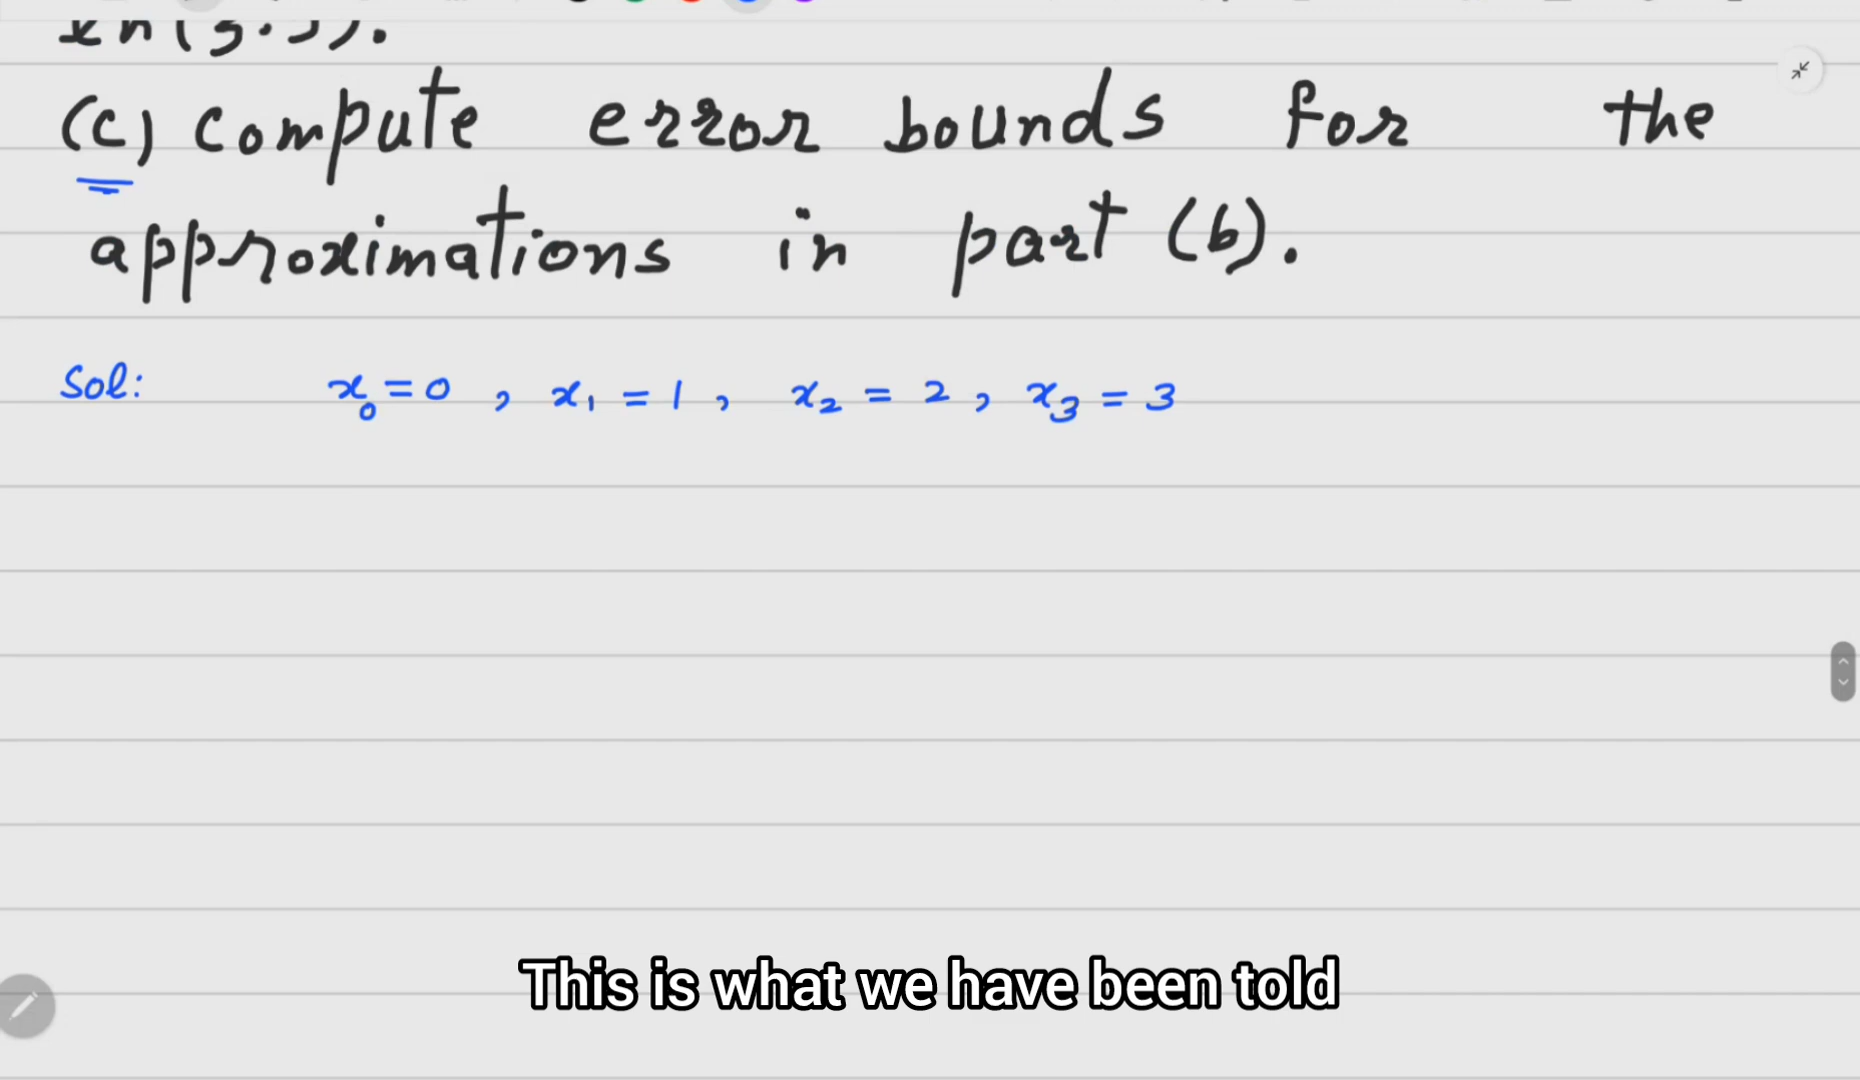 (c) compute error bounds for the
approximations in part (b).
Sol: x₀ = 0 , x₁ = 1 , x₂ = 2 , x₃ = 3
This is what we have been told